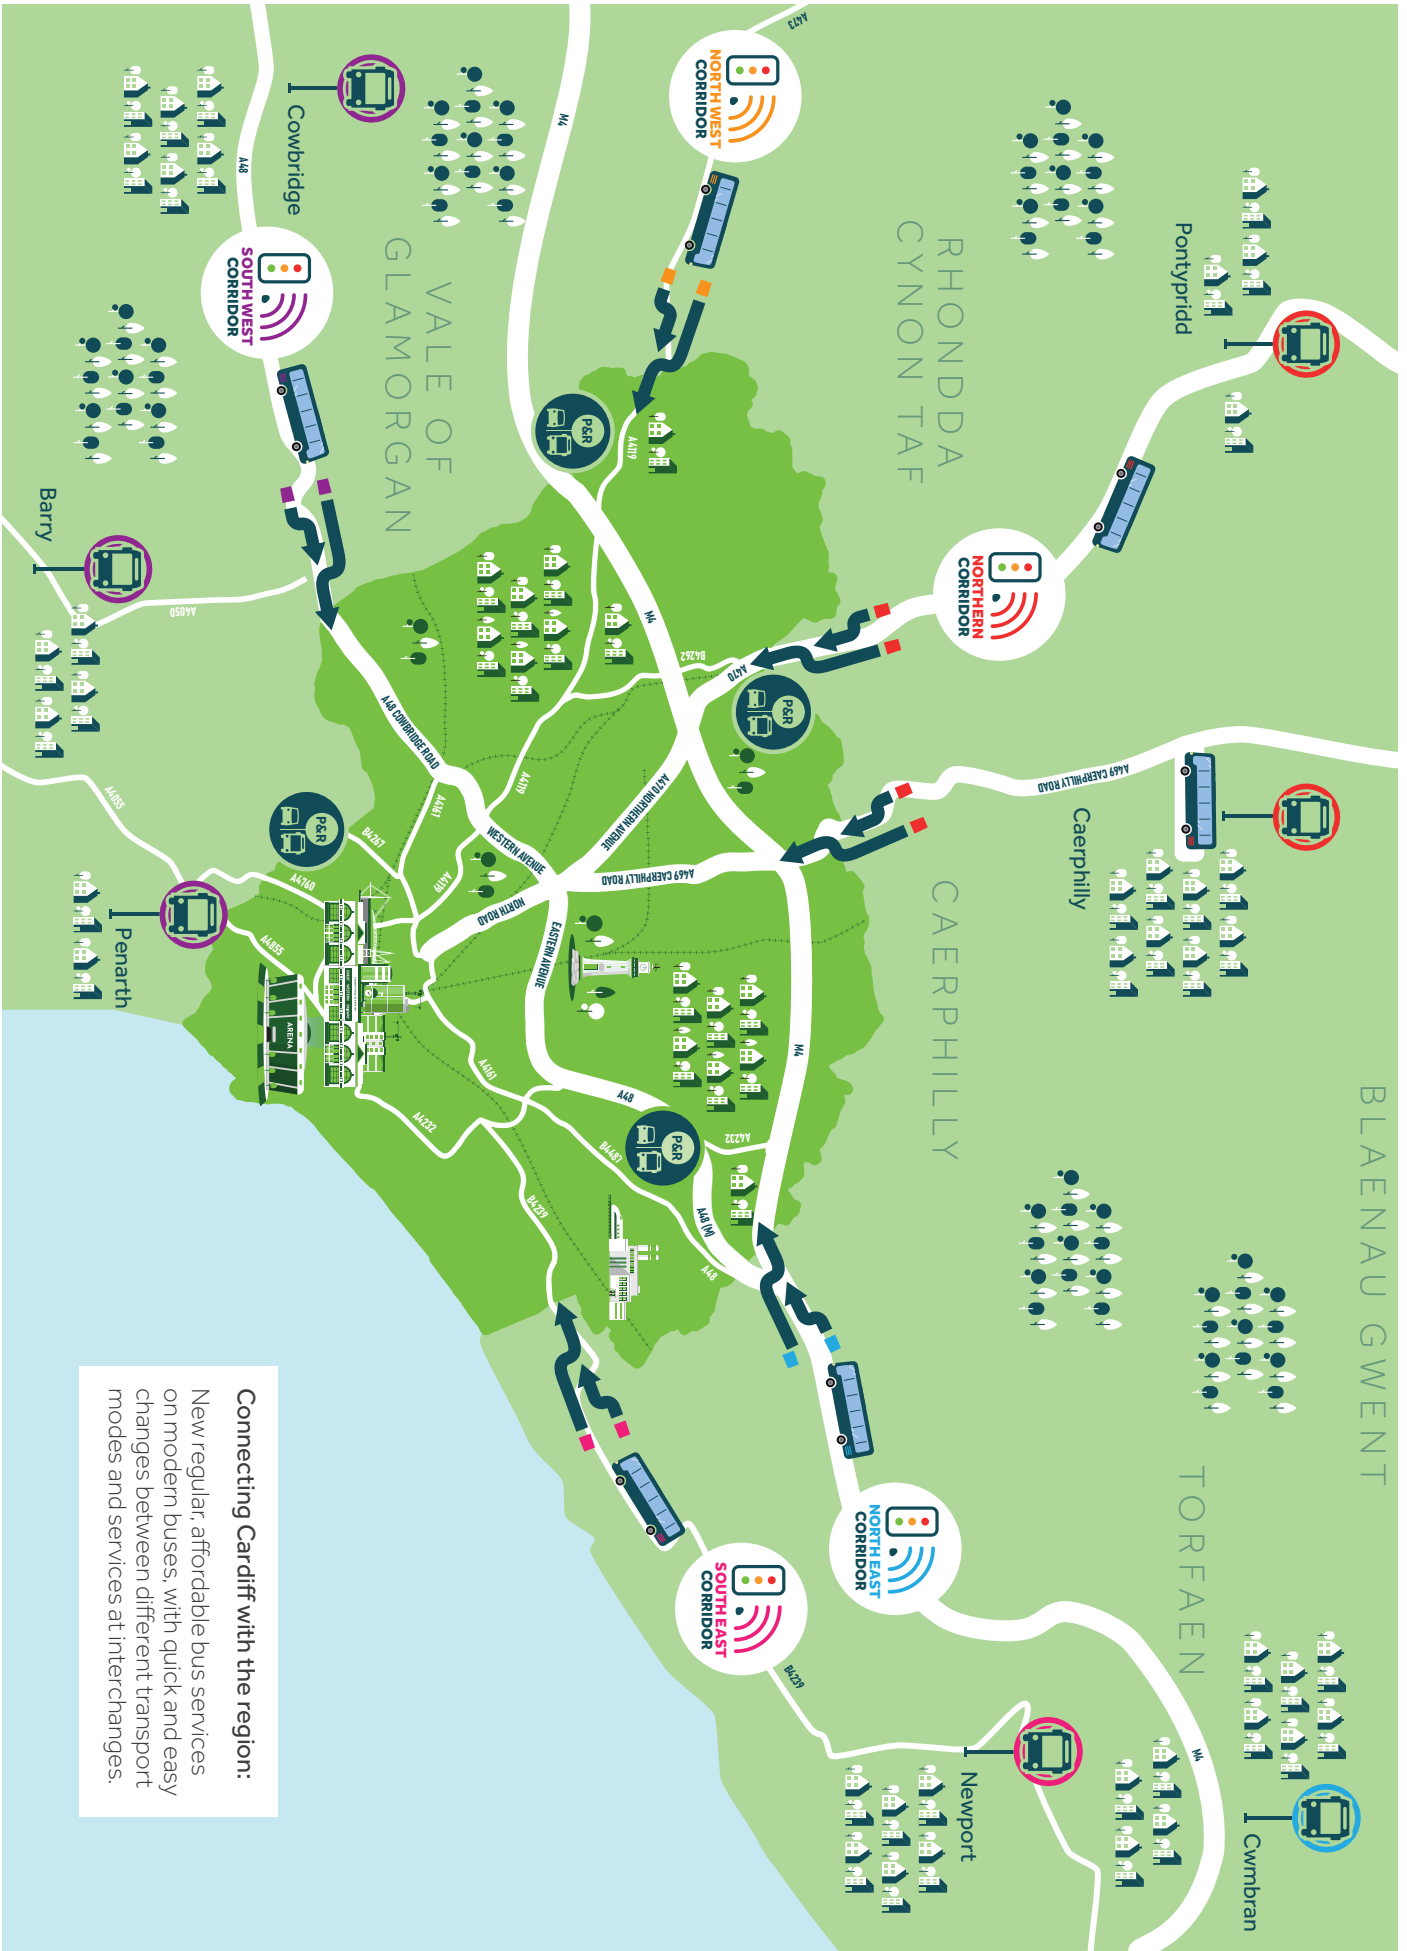 BLAENAU GWENT
TORFAEN
Cwmbran
RHONDDA
CYNON TAF
Pontypridd
Caerphilly
CAERPHILLY
M4
Newport
A473
NORTH WEST
CORRIDOR
NORTHERN
CORRIDOR
A469 CAERPHILLY ROAD
NORTH EAST
CORRIDOR
SOUTH EAST
CORRIDOR
B4239
M4
A4119
P&R
M4
B4262
A470
P&R
A470 NORTHERN AVENUE
A469 CAERPHILLY ROAD
M4
A4232
P&R
A48 (M)
A48
A48
B4487
VALE OF
GLAMORGAN
Cowbridge
A48
SOUTH WEST
CORRIDOR
A48 COWBRIDGE ROAD
A4119
WESTERN AVENUE
NORTH ROAD
EASTERN AVENUE
A4161
A4119
A4161
B4239
A4232
B4267
P&R
A4760
A4855
ARENA
A4050
Barry
A4055
Penarth
Connecting Cardiff with the region:
New regular, affordable bus services
on modern buses, with quick and easy
changes between different transport
modes and services at interchanges.